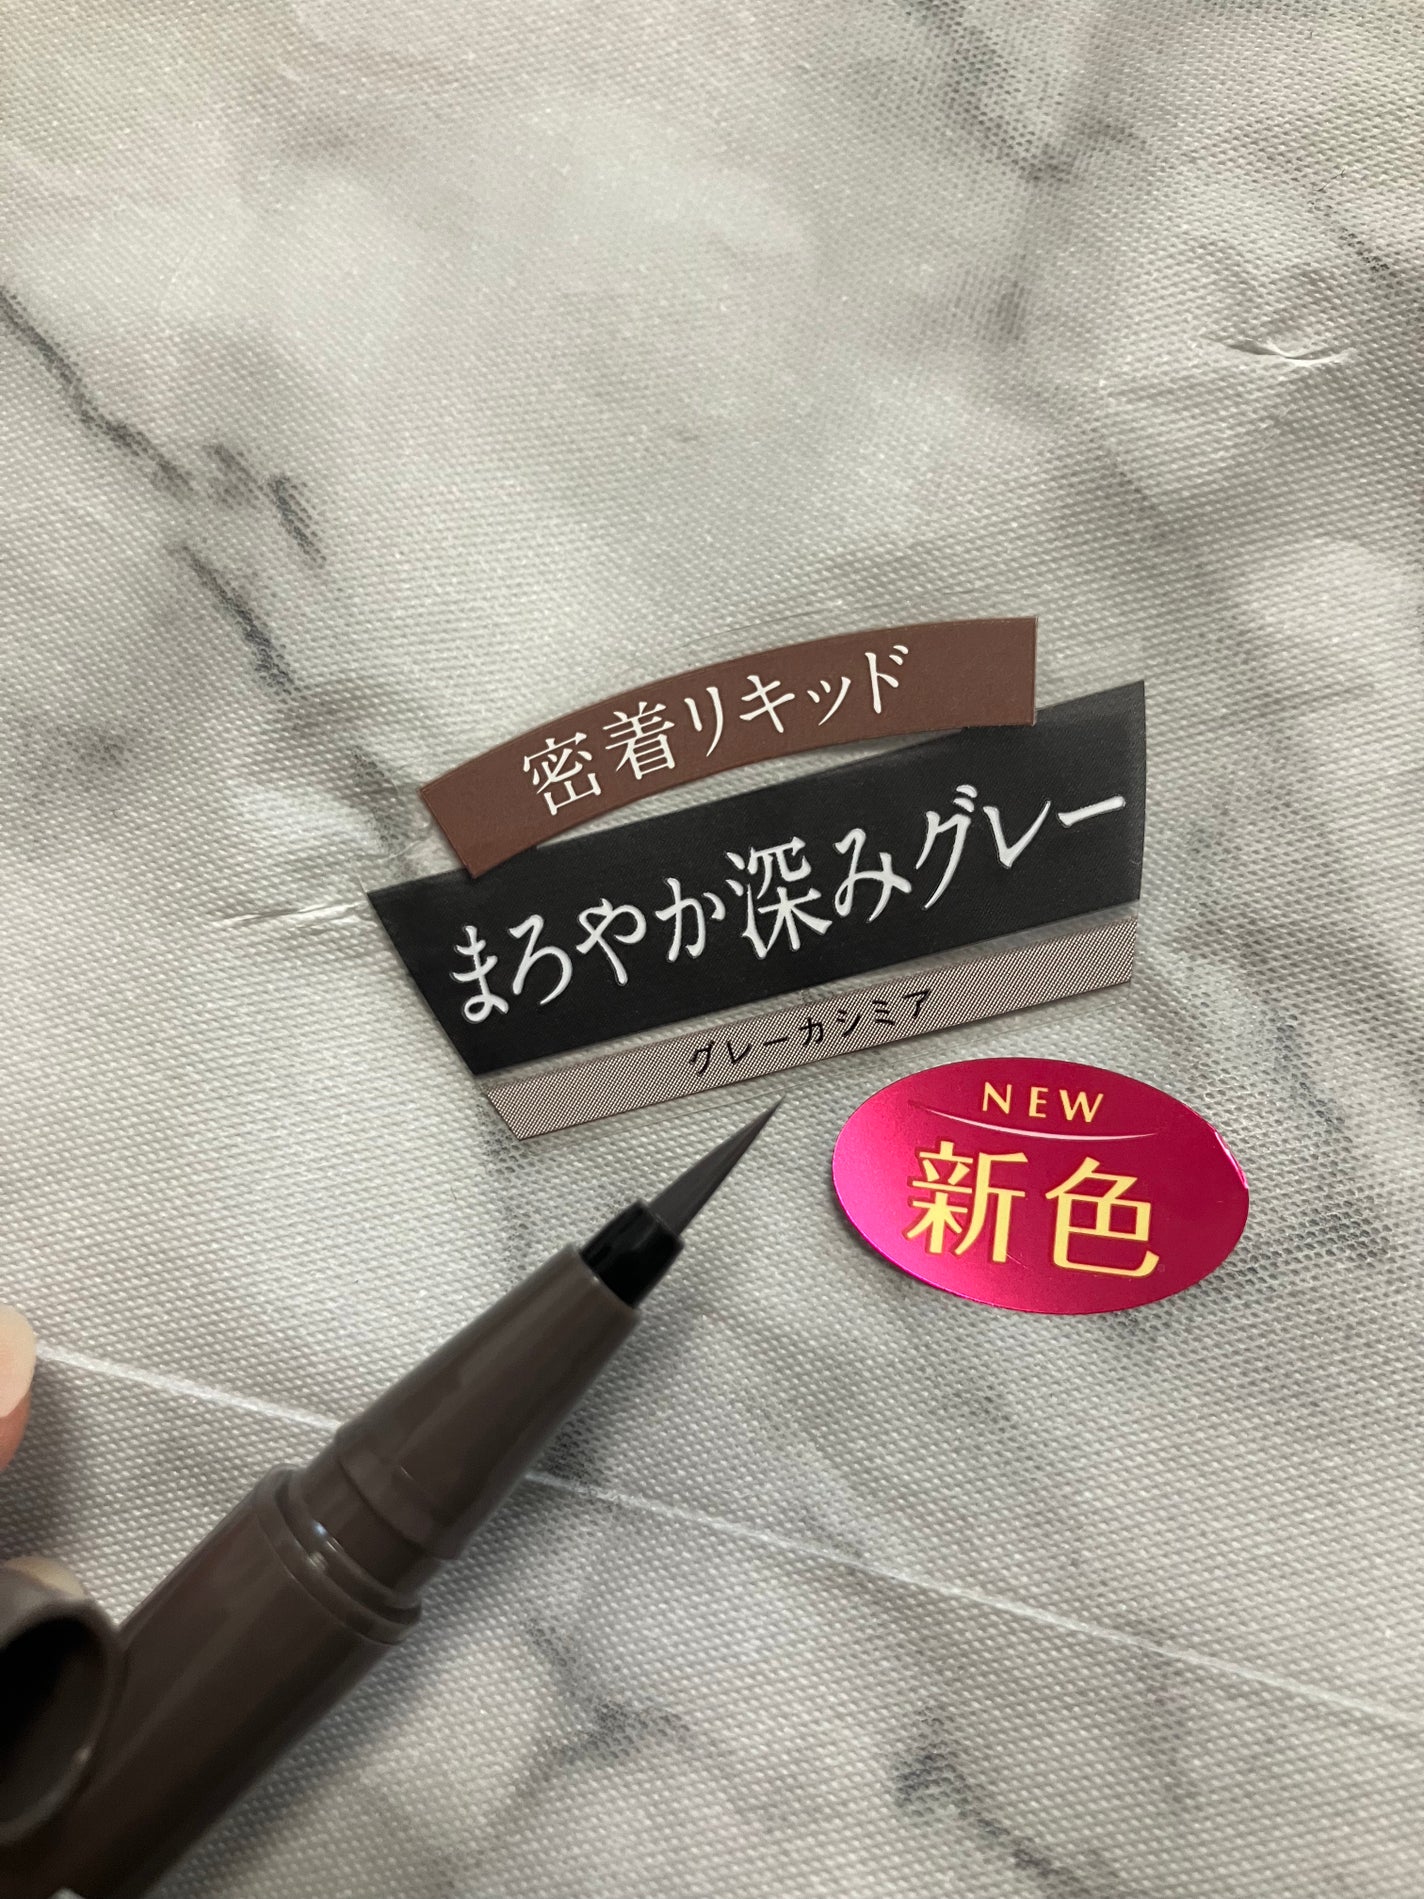 密着リキッド
まろやか深みグレー
グレーカシミア
NEW
新色